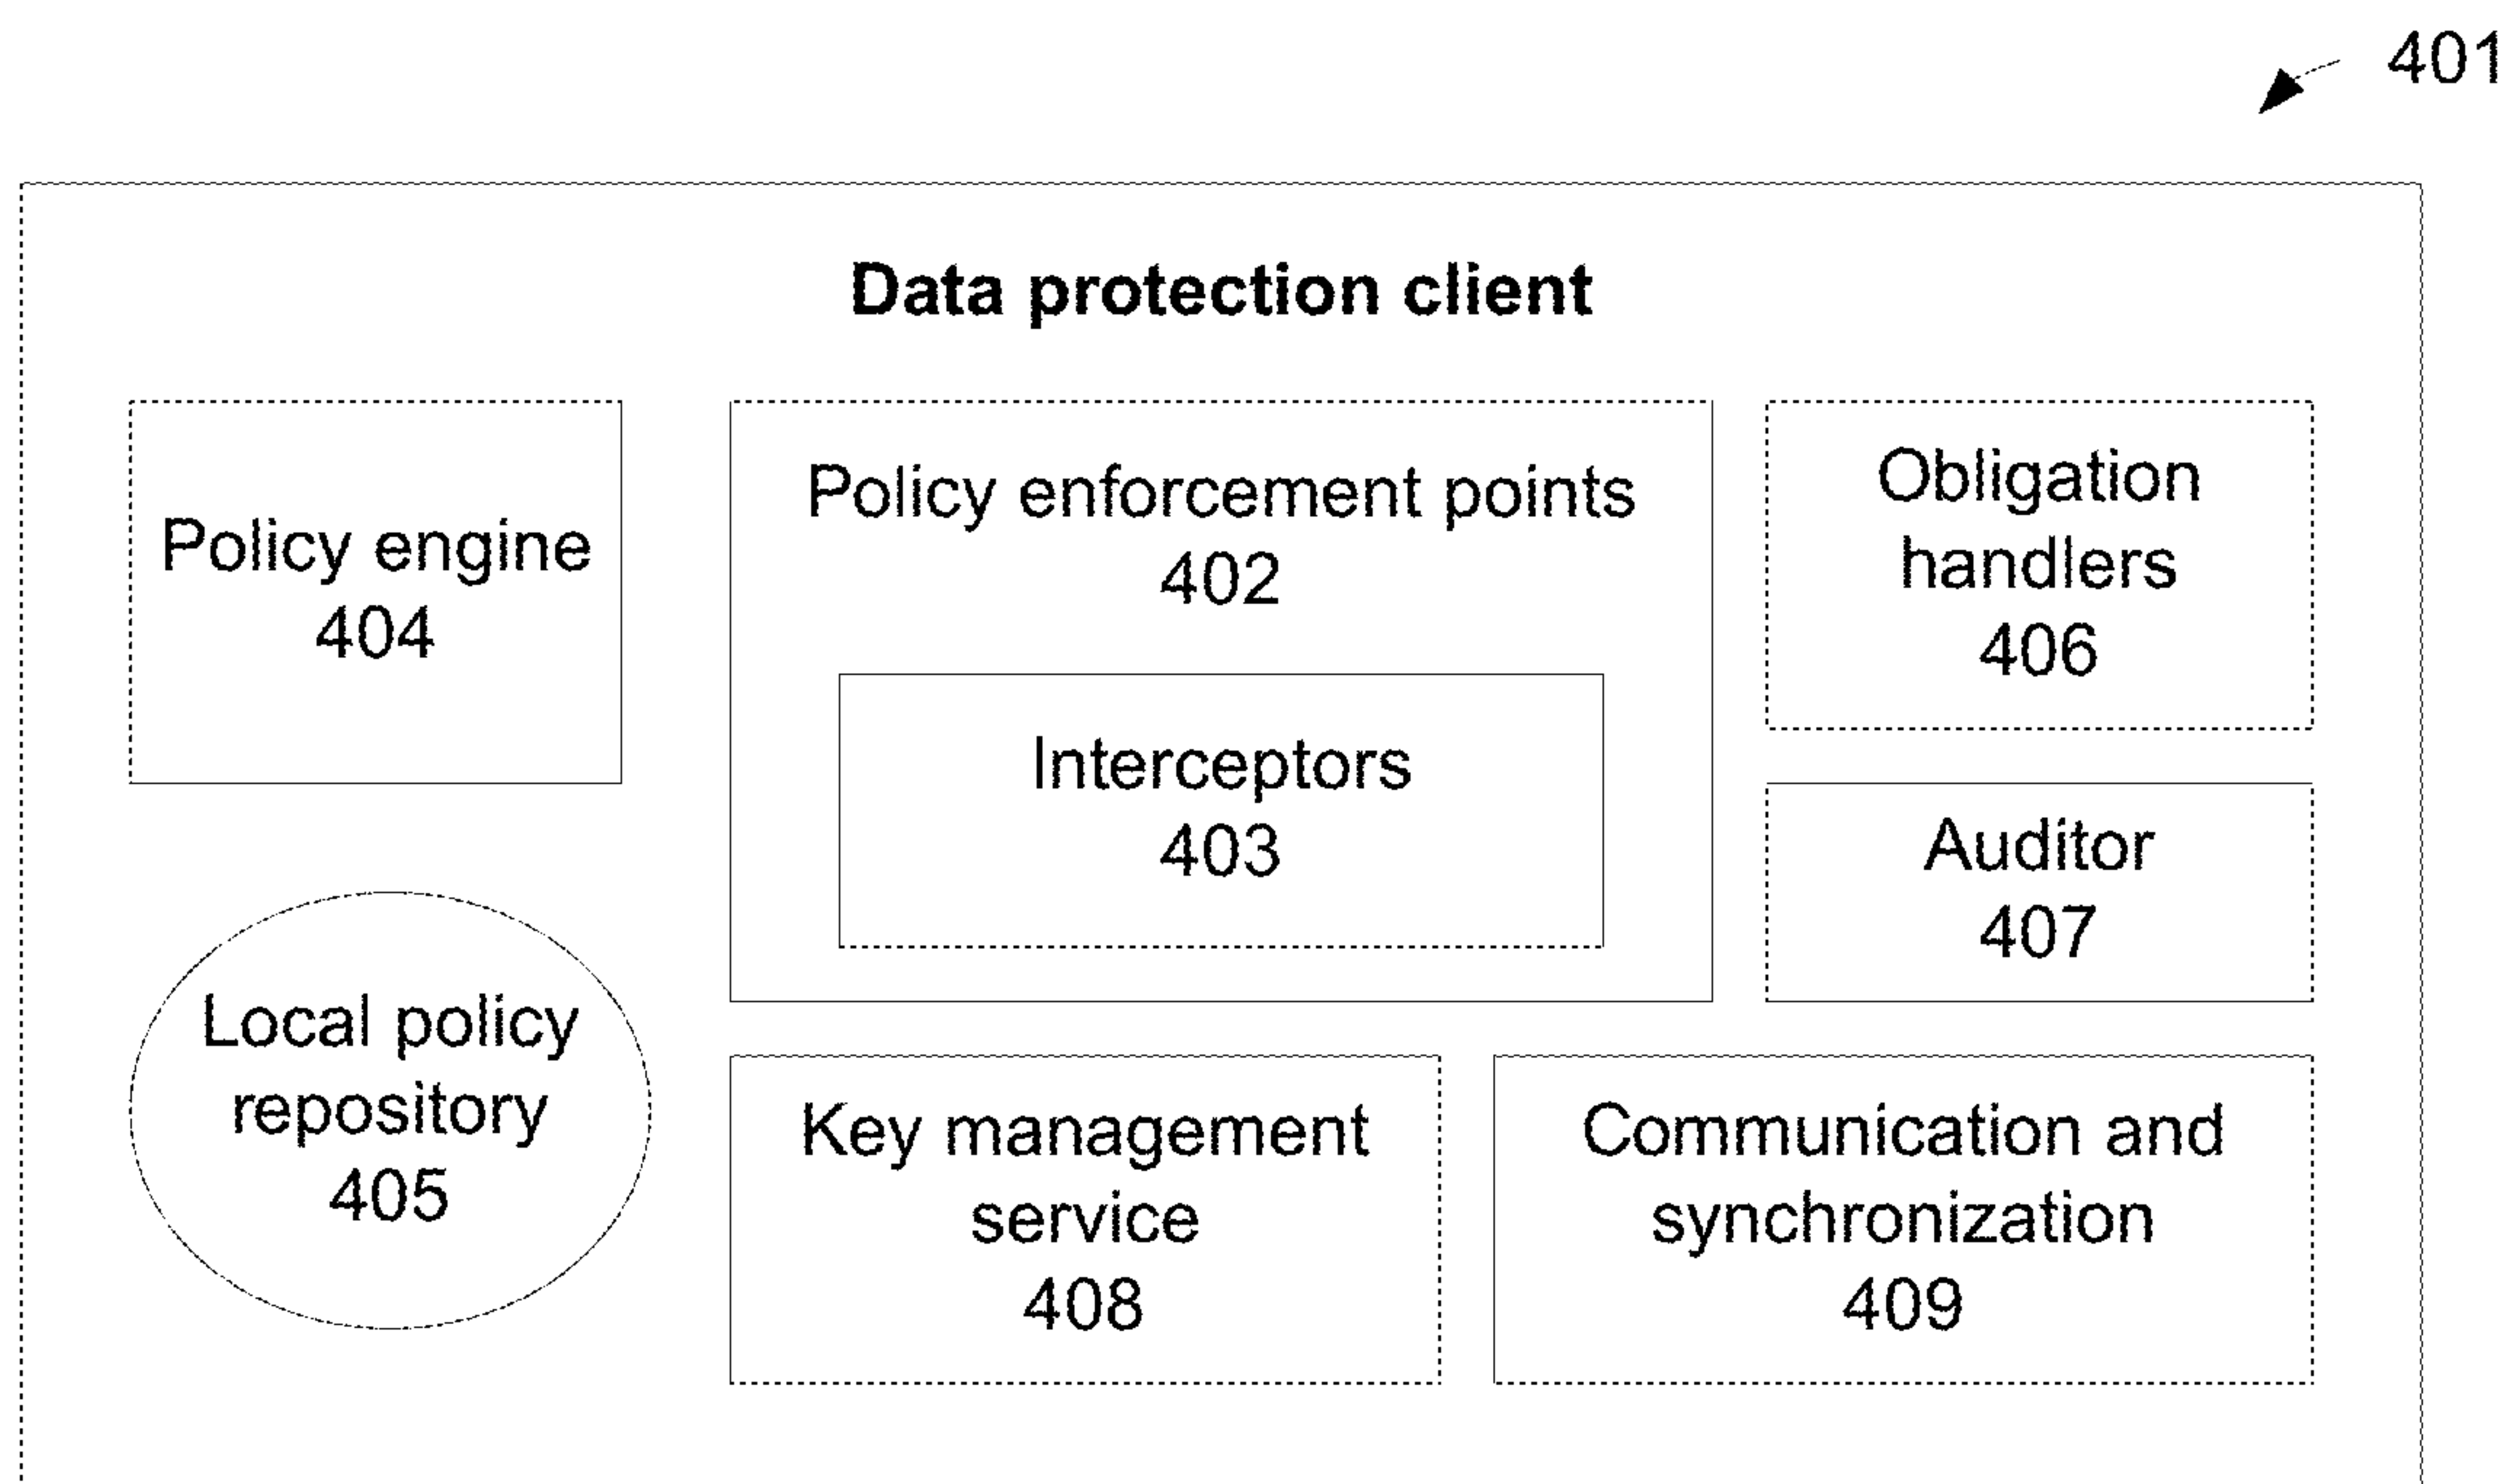 401
Data protection client
Policy engine
404
Policy enforcement points
402
Interceptors
403
Obligation
handlers
406
Auditor
407
Local policy
repository
405
Key management
service
408
Communication and
synchronization
409